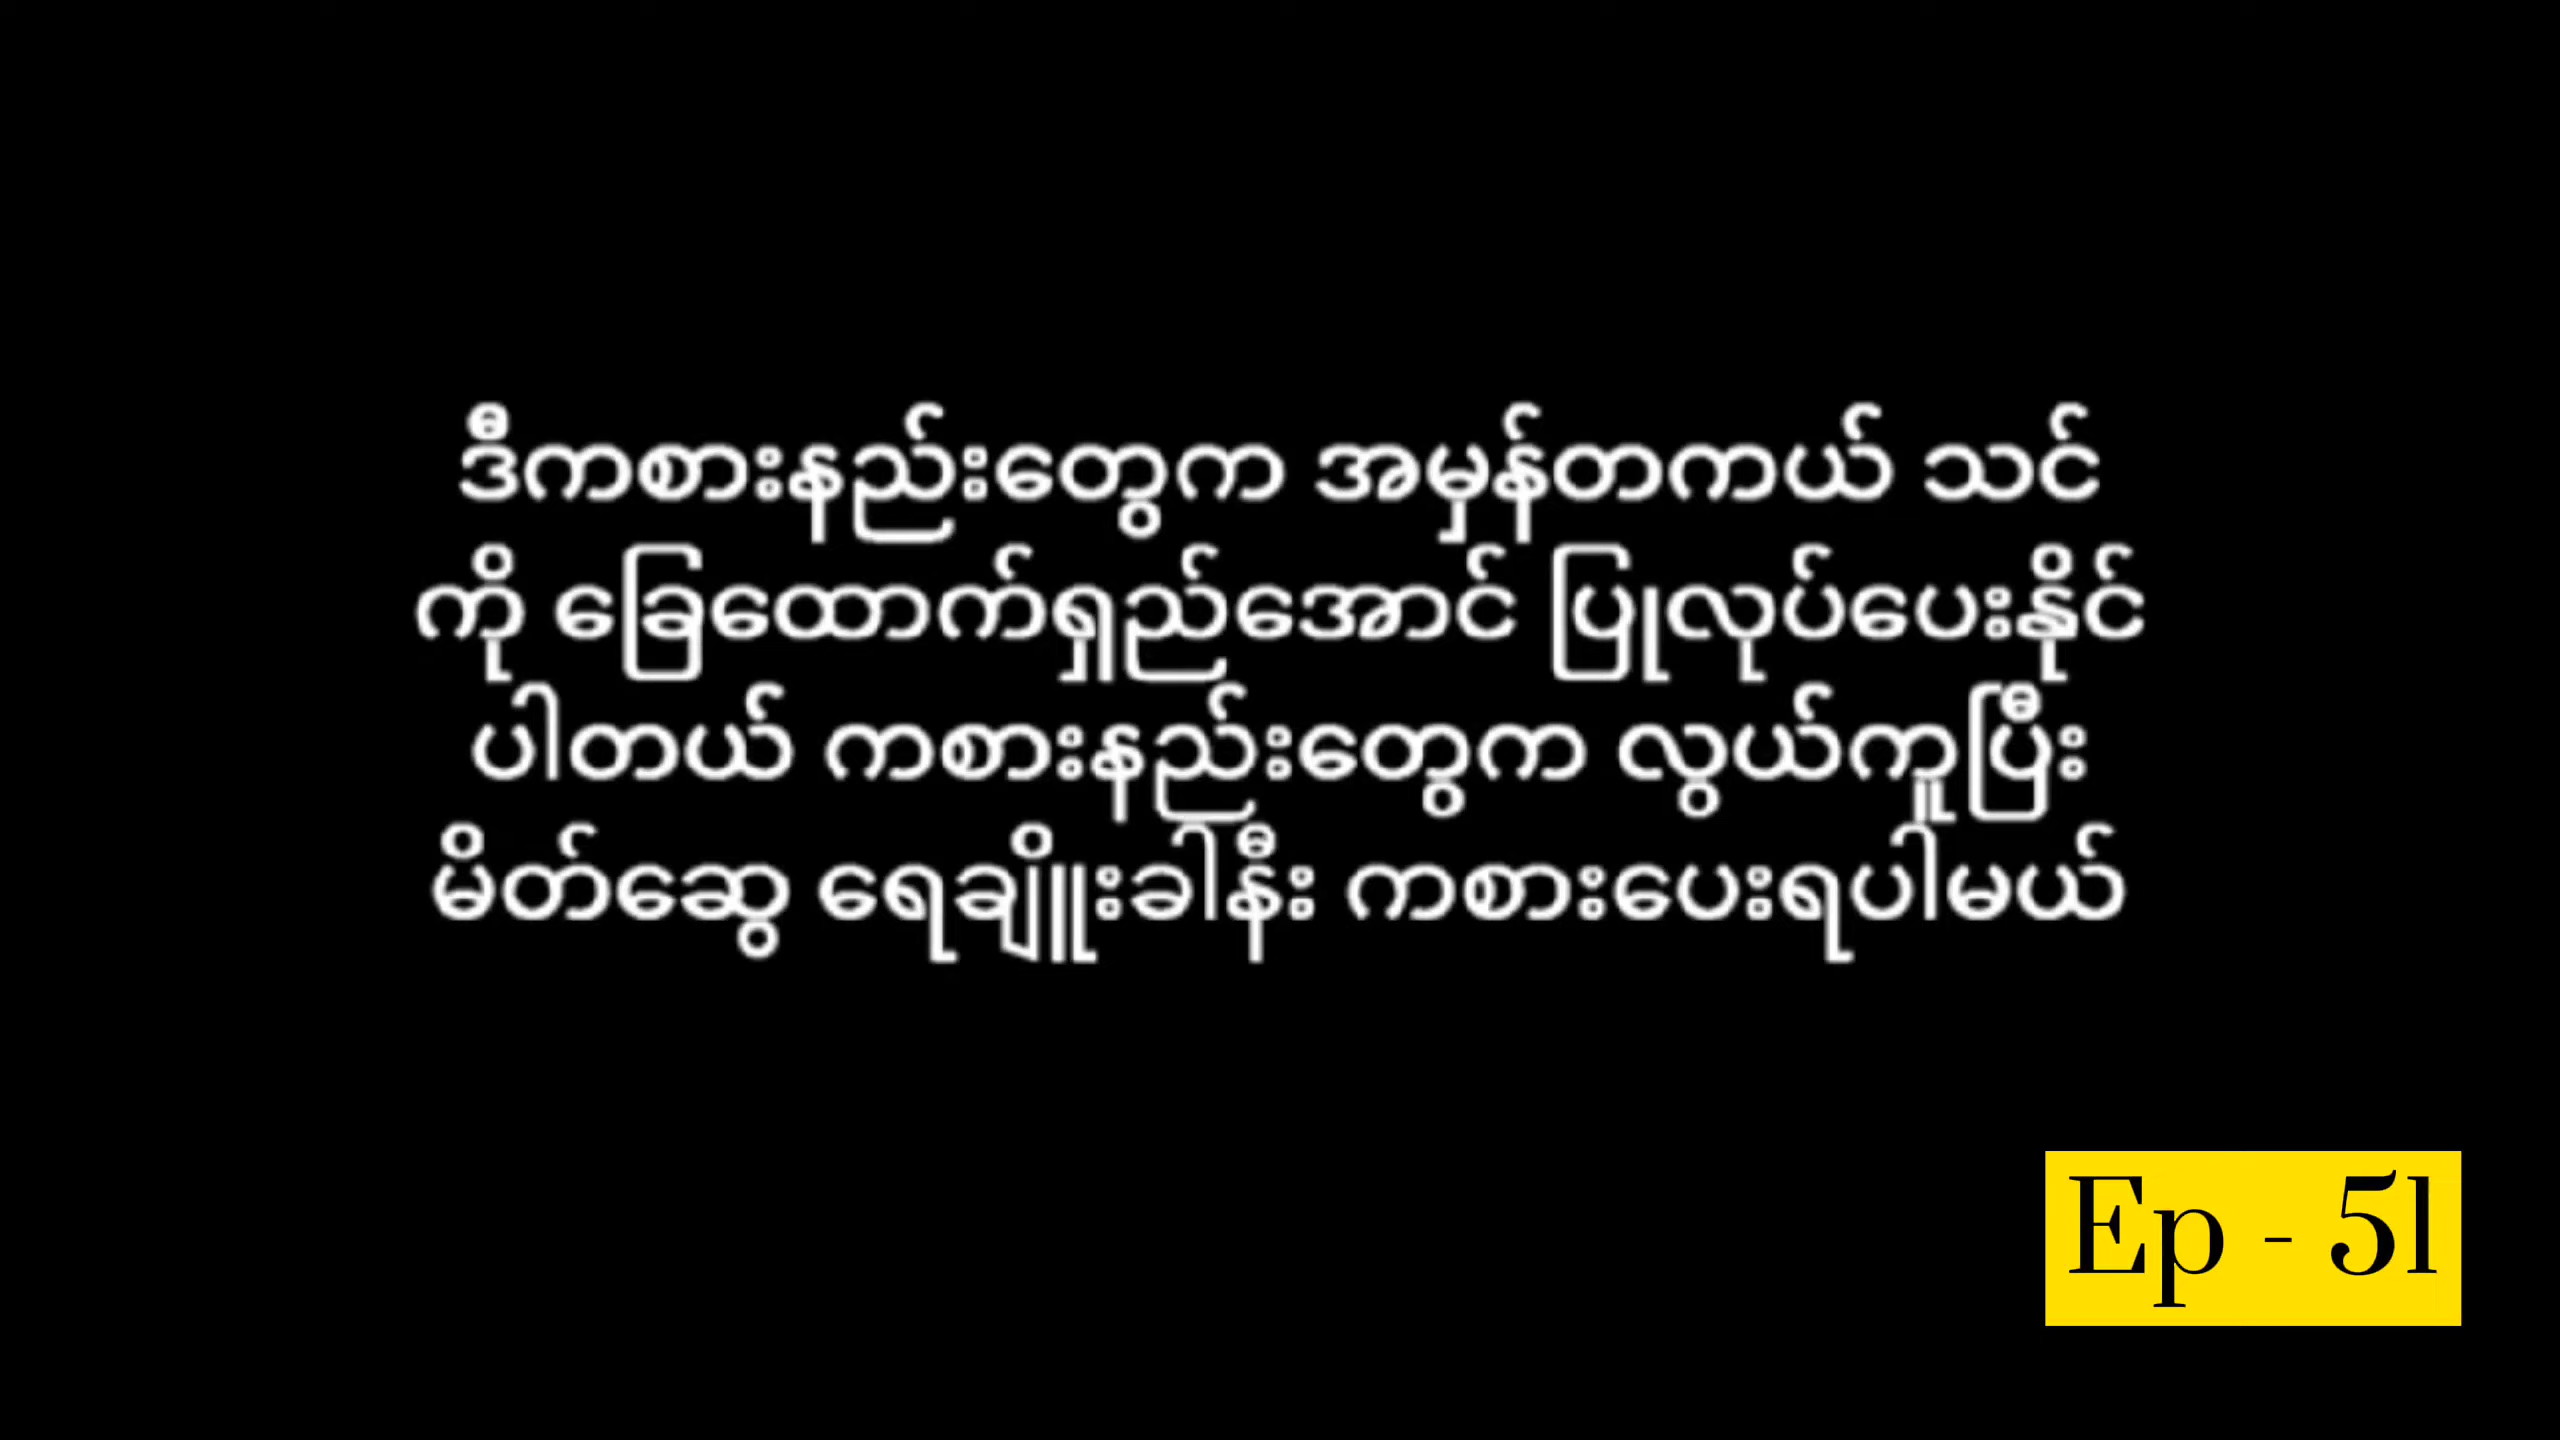 ဒီကစားနည်းတွေက အမှန်တကယ် သင်
ကို ခြေထောက်ရှည်အောင် ပြုလုပ်ပေးနိုင်
ပါတယ် ကစားနည်းတွေက လွယ်ကူပြီး
မိတ်ဆွေ ရေချိုးခါနီး ကစားပေးရပါမယ်
Ep - 51